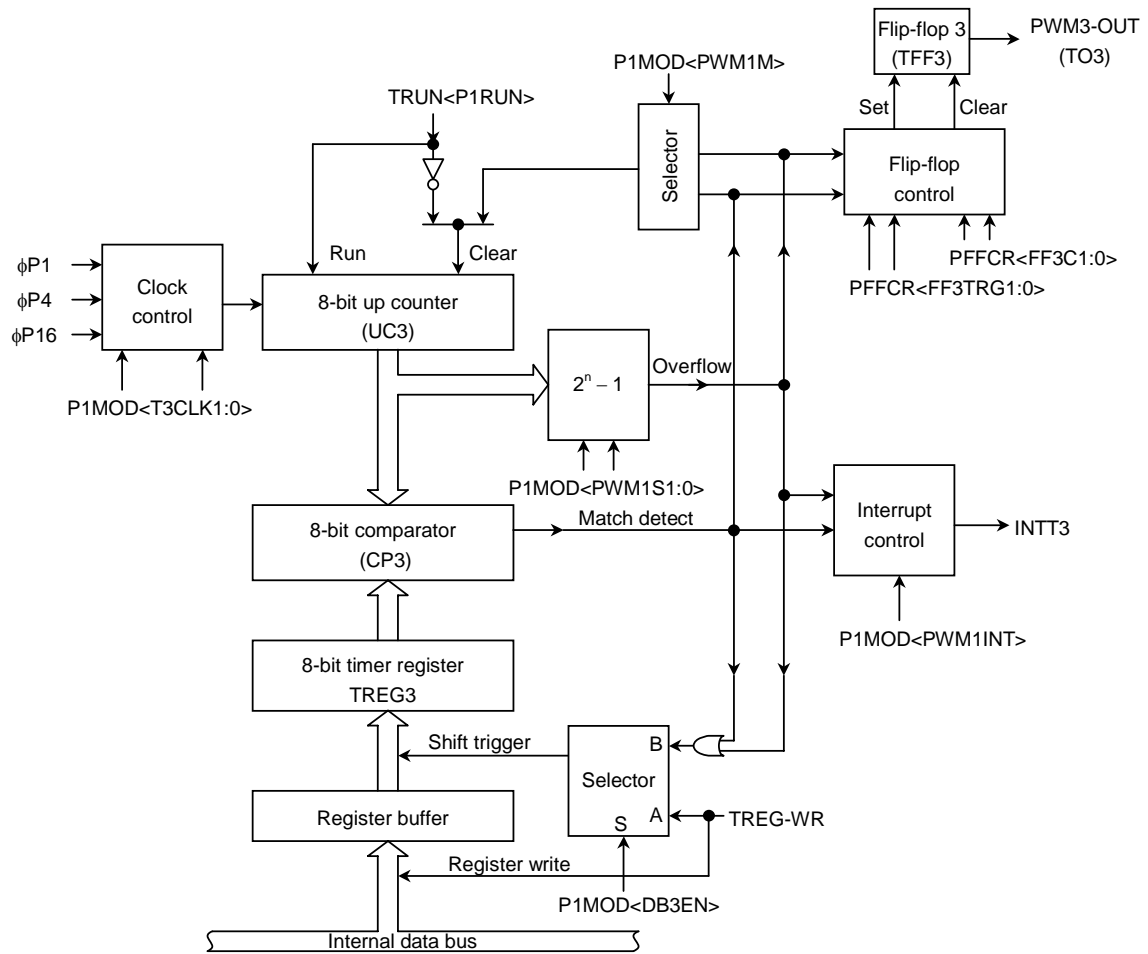 Flip-flop 3
(TFF3)
PWM3-OUT
(TO3)
P1MOD<PWM1M>
TRUN<P1RUN>
Set
Clear
Selector
Flip-flop
control
Run
Clear
PFFCR<FF3C1:0>
PFFCR<FF3TRG1:0>
φP1
φP4
φP16
Clock
control
8-bit up counter
(UC3)
2ⁿ − 1
Overflow
P1MOD<T3CLK1:0>
P1MOD<PWM1S1:0>
8-bit comparator
(CP3)
Match detect
Interrupt
control
INTT3
P1MOD<PWM1INT>
8-bit timer register
TREG3
Shift trigger
B
Selector
A
S
TREG-WR
Register buffer
Register write
P1MOD<DB3EN>
Internal data bus